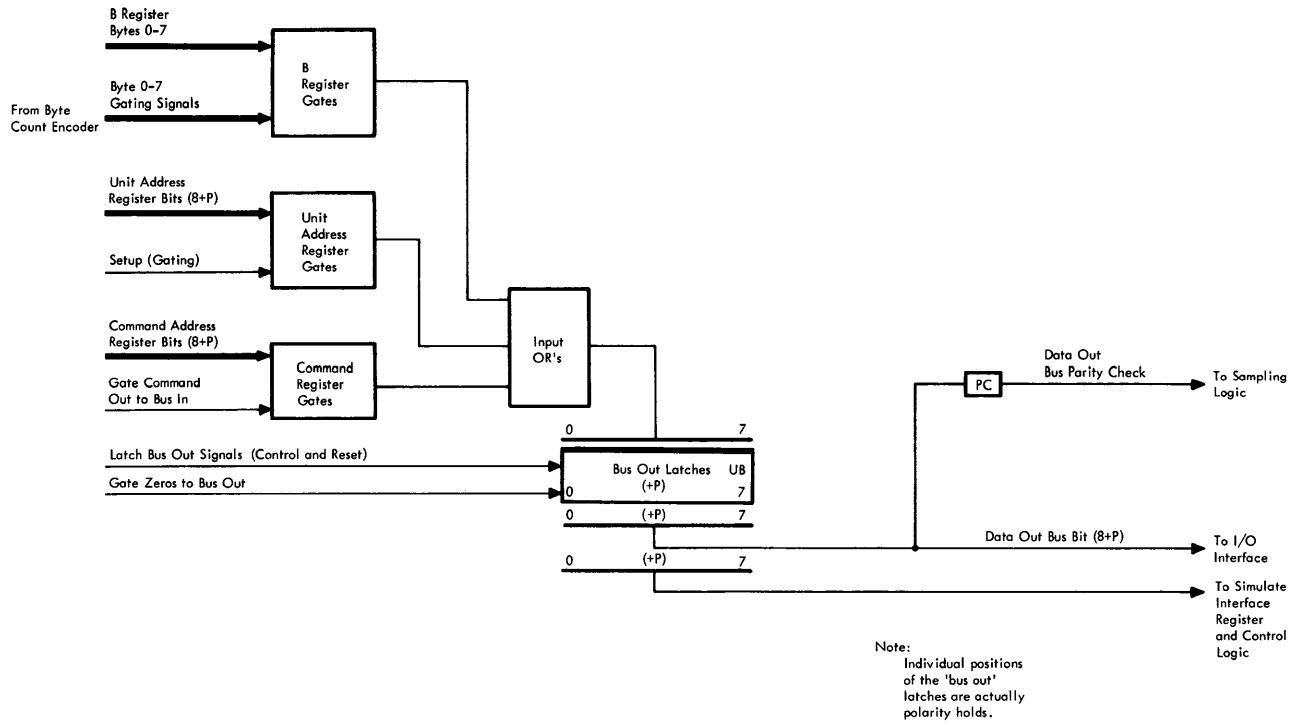 B Register
Bytes 0-7
B
Register
Gates
Byte 0-7
Gating Signals
From Byte
Count Encoder
Unit Address
Register Bits (8+P)
Unit
Address
Register
Gates
Setup (Gating)
Command Address
Register Bits (8+P)
Command
Register
Gates
Gate Command
Out to Bus In
Input
OR's
Data Out
Bus Parity Check
PC
To Sampling
Logic
0 7
Latch Bus Out Signals (Control and Reset)
Bus Out Latches UB
(+P)
Gate Zeros to Bus Out
0 7
0 (+P) 7
Data Out Bus Bit (8+P)
To I/O
Interface
0 (+P) 7
To Simulate
Interface
Register
and Control
Logic
Note:
Individual positions
of the 'bus out'
latches are actually
polarity holds.